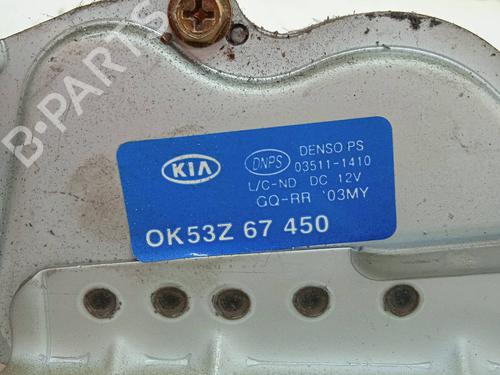 B-PARTS
KIA
DNPS
DENSO PS
03511-1410
L/C-ND DC 12V
GQ-RR '03MY
OK53Z 67 450